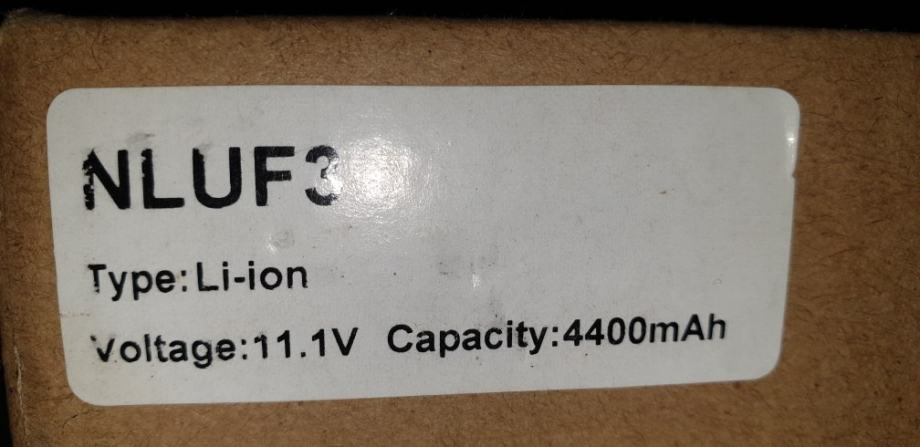 NLUF3
Type:Li-ion
Voltage:11.1V Capacity:4400mAh